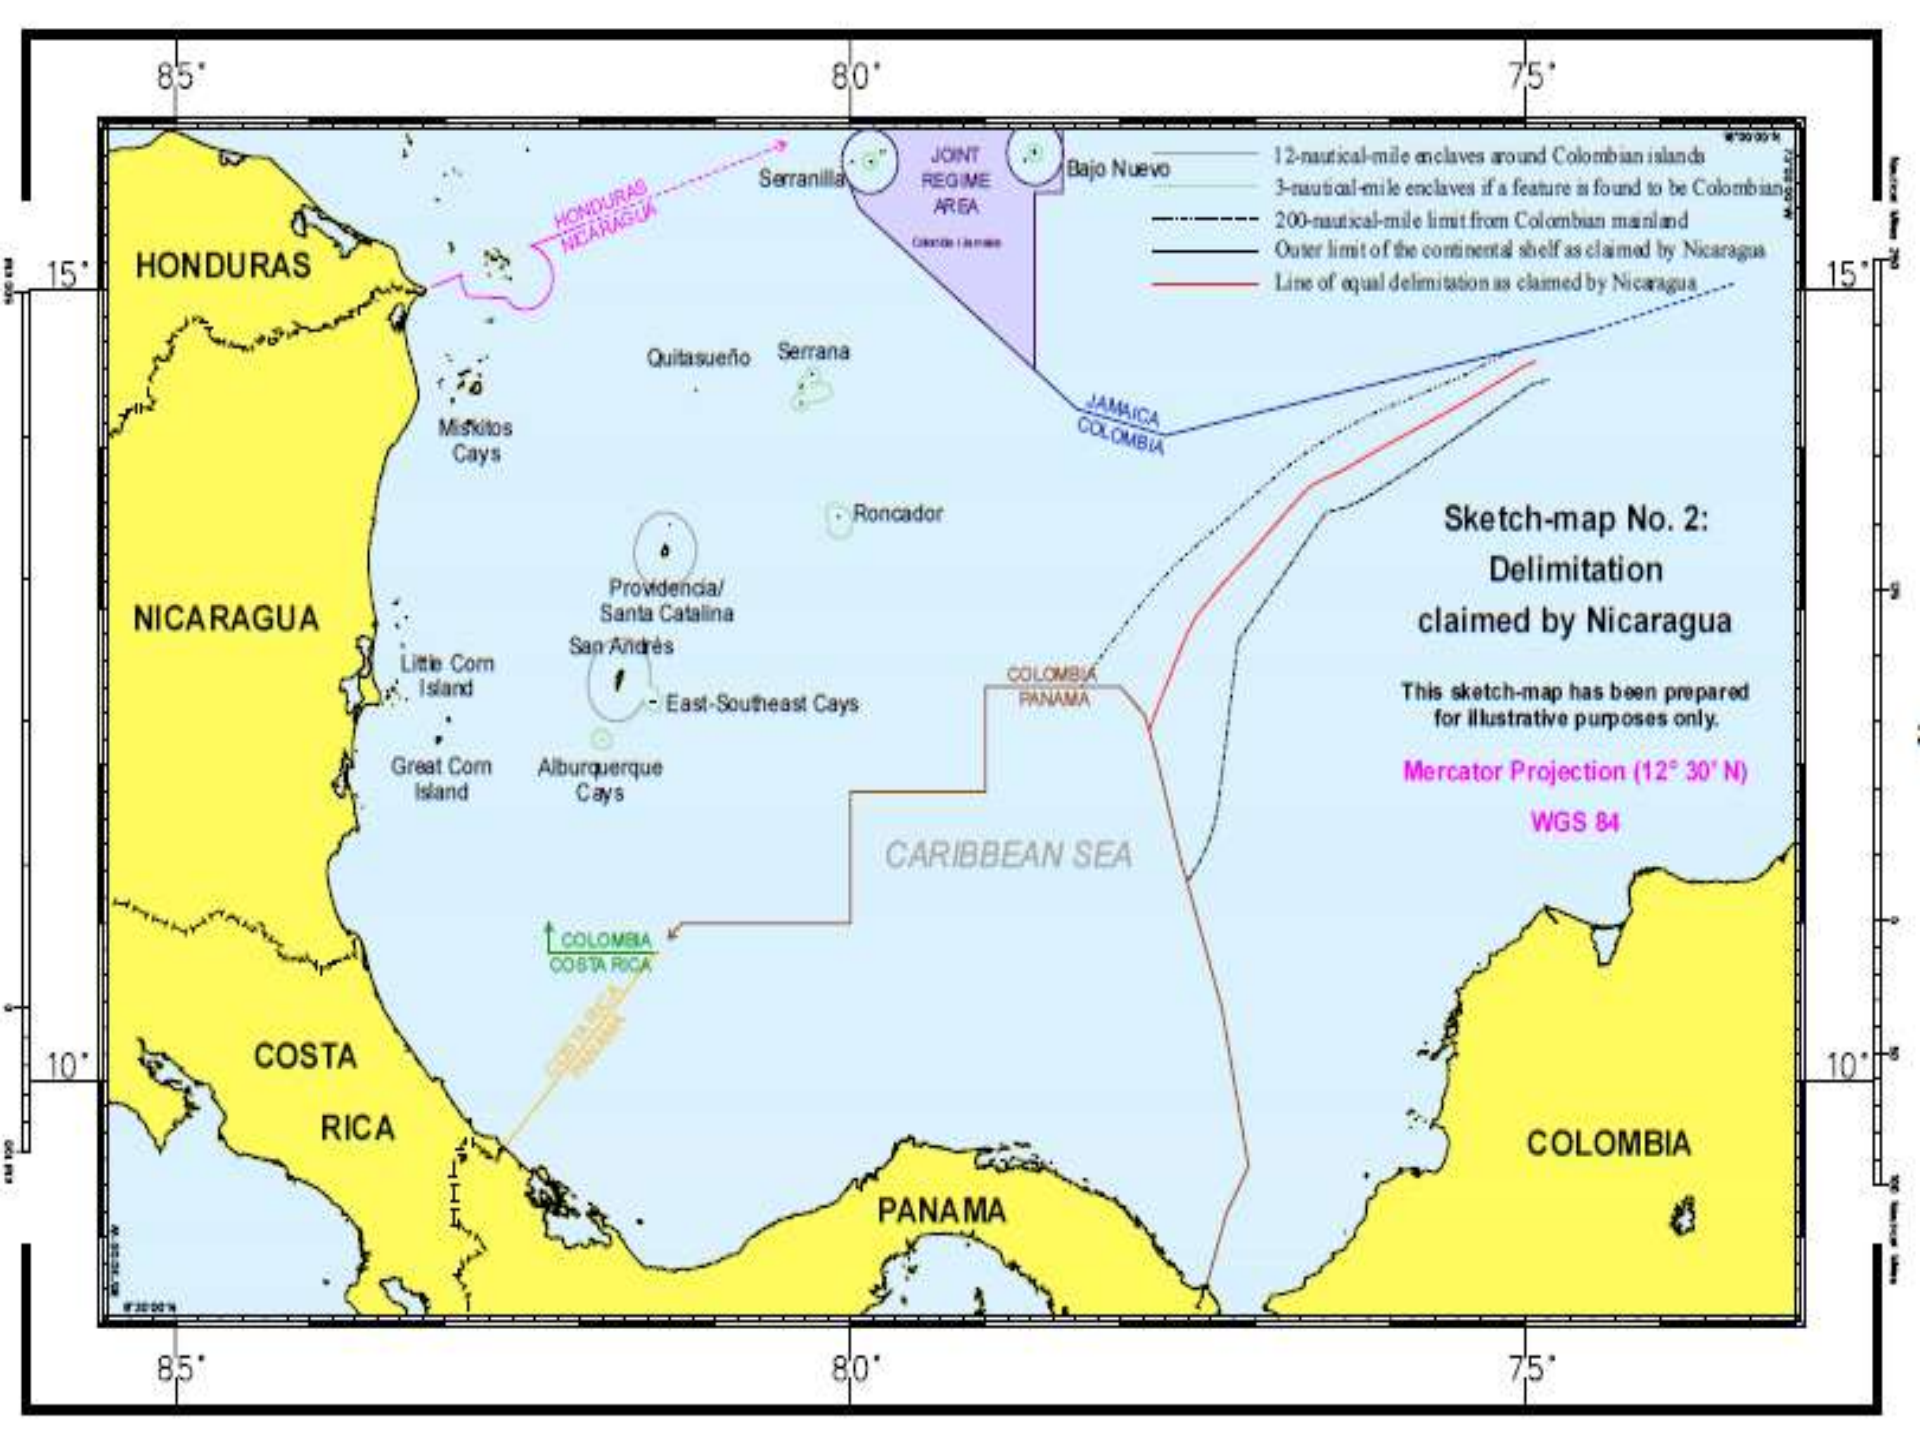 85°
80°
75°
JOINT
REGIME
AREA
Serranilla
Bajo Nuevo
12-nautical-mile enclaves around Colombian islands
3-nautical-mile enclaves if a feature is found to be Colombian
200-nautical-mile limit from Colombian mainland
Outer limit of the continental shelf as claimed by Nicaragua
Line of equal delimitation as claimed by Nicaragua
HONDURAS
NICARAGUA
15°
HONDURAS
15°
Quitasueño
Serrana
Miskitos
Cays
JAMAICA
COLOMBIA
Roncador
Sketch-map No. 2:
Delimitation
claimed by Nicaragua
Providencia/
Santa Catalina
NICARAGUA
San Andrés
Little Corn
Island
East-Southeast Cays
COLOMBIA
PANAMA
This sketch-map has been prepared
for illustrative purposes only.
Great Corn
Island
Alburquerque
Cays
Mercator Projection (12° 30' N)
WGS 84
CARIBBEAN SEA
COLOMBIA
COSTA RICA
COSTA RICA
PANAMA
10°
COSTA
RICA
10°
COLOMBIA
PANAMA
85°
80°
75°